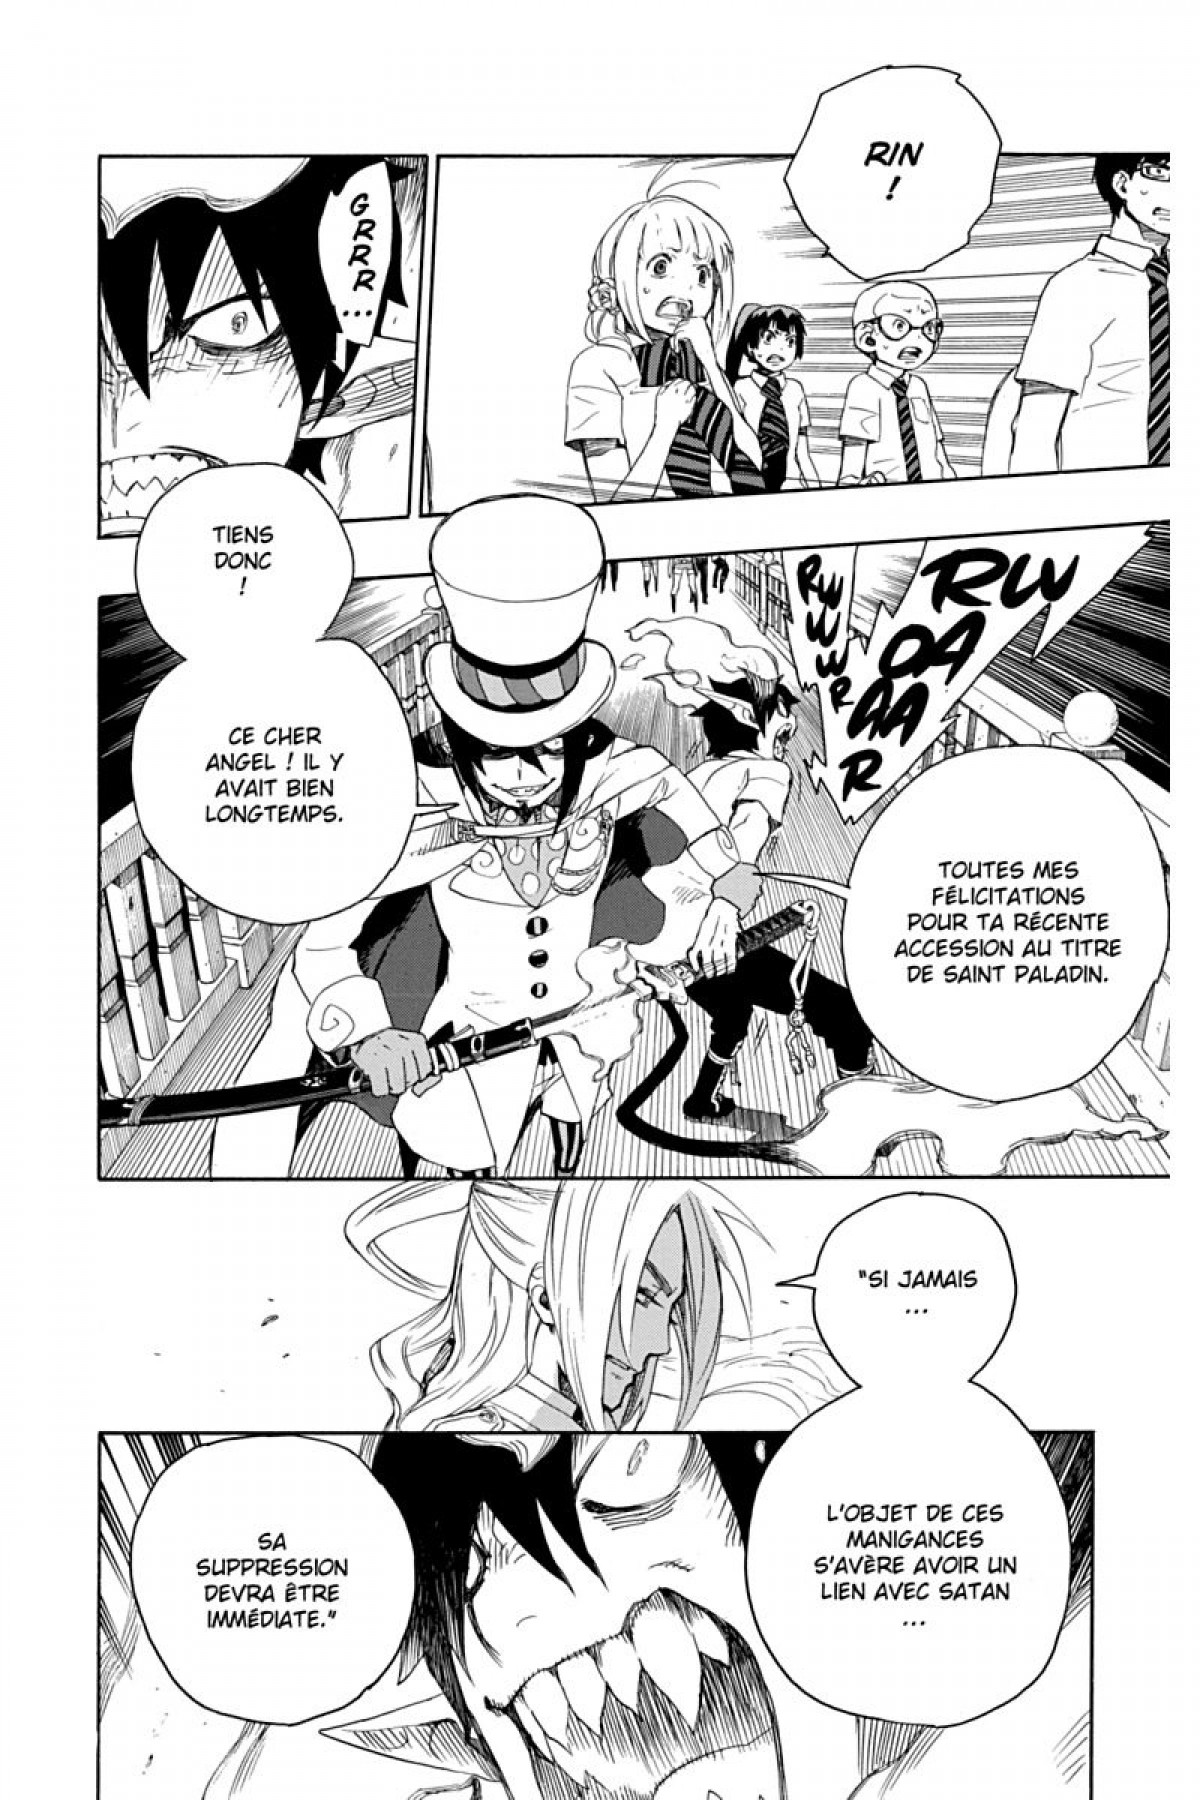 RIN
!
GRRR
...
TIENS
DONC
!
CE CHER
ANGEL ! IL Y
AVAIT BIEN
LONGTEMPS.
RWOAARAAR
RWWWR
TOUTES MES
FÉLICITATIONS
POUR TA RÉCENTE
ACCESSION AU TITRE
DE SAINT PALADIN.
"SI JAMAIS
...
L'OBJET DE CES
MANIGANCES
S'AVÈRE AVOIR UN
LIEN AVEC SATAN
...
SA
SUPPRESSION
DEVRA ÊTRE
IMMÉDIATE."